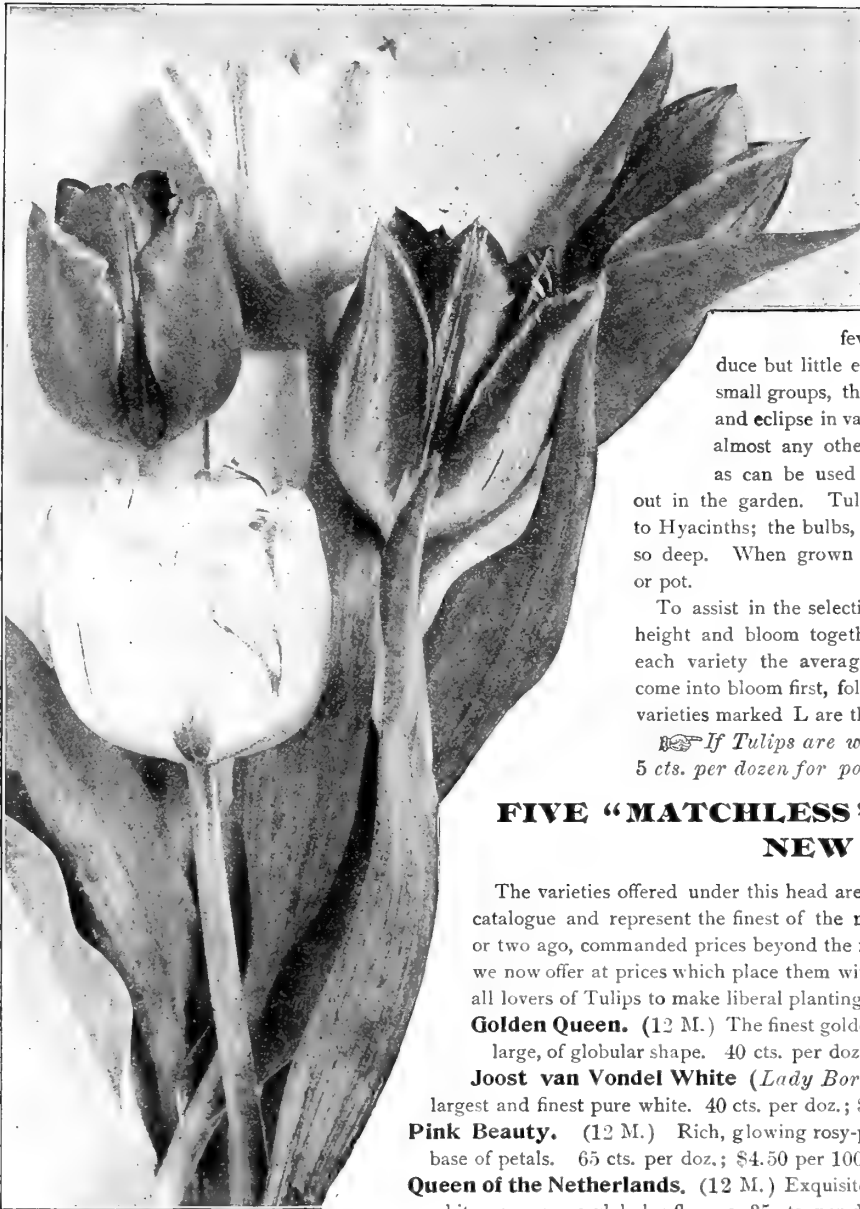 fev
duce but little e
small groups, th
and eclipse in va
almost any othe
as can be used
out in the garden. Tul
to Hyacinths; the bulbs,
so deep. When grown
or pot.
To assist in the selecti
height and bloom togeth
each variety the averag
come into bloom first, fol
varieties marked L are th
☞If Tulips are w
5 cts. per dozen for po
FIVE “MATCHLESS”
NEW
The varieties offered under this head are
catalogue and represent the finest of the n
or two ago, commanded prices beyond the
we now offer at prices which place them wi
all lovers of Tulips to make liberal planting
Golden Queen. (12 M.) The finest golde
large, of globular shape. 40 cts. per doz
Joost van Vondel White (Lady Bor
largest and finest pure white. 40 cts. per doz.;
Pink Beauty. (12 M.) Rich, glowing rosy-p
base of petals. 65 cts. per doz.; $4.50 per 100
Queen of the Netherlands. (12 M.) Exquisite